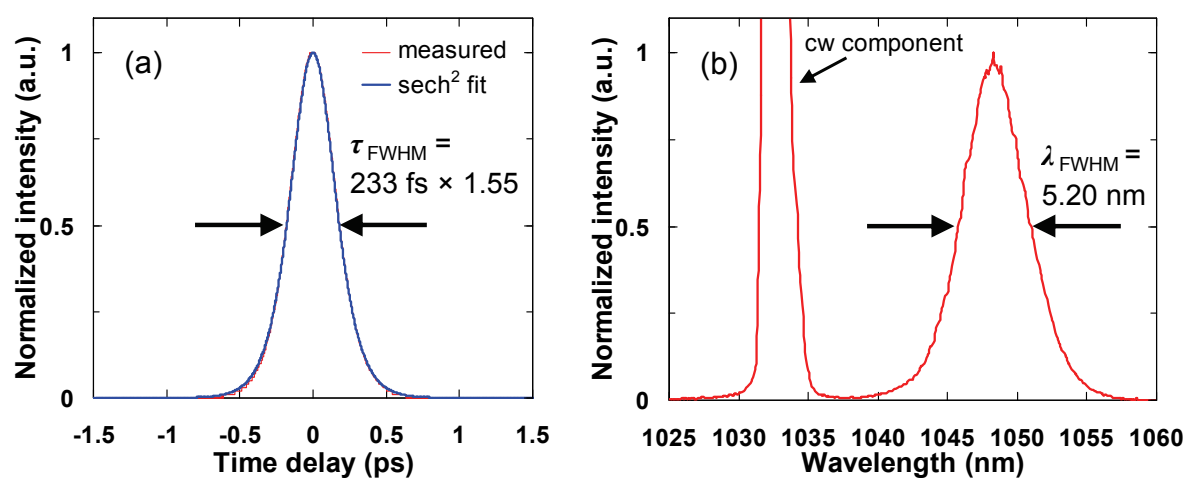 (a)
measured
sech² fit
τ FWHM =
233 fs × 1.55
Normalized intensity (a.u.)
1
0.5
0
-1.5 -1 -0.5 0 0.5 1 1.5
Time delay (ps)
cw component
(b)
λ FWHM =
5.20 nm
Normalized intensity (a.u.)
1
0.5
0
1025 1030 1035 1040 1045 1050 1055 1060
Wavelength (nm)